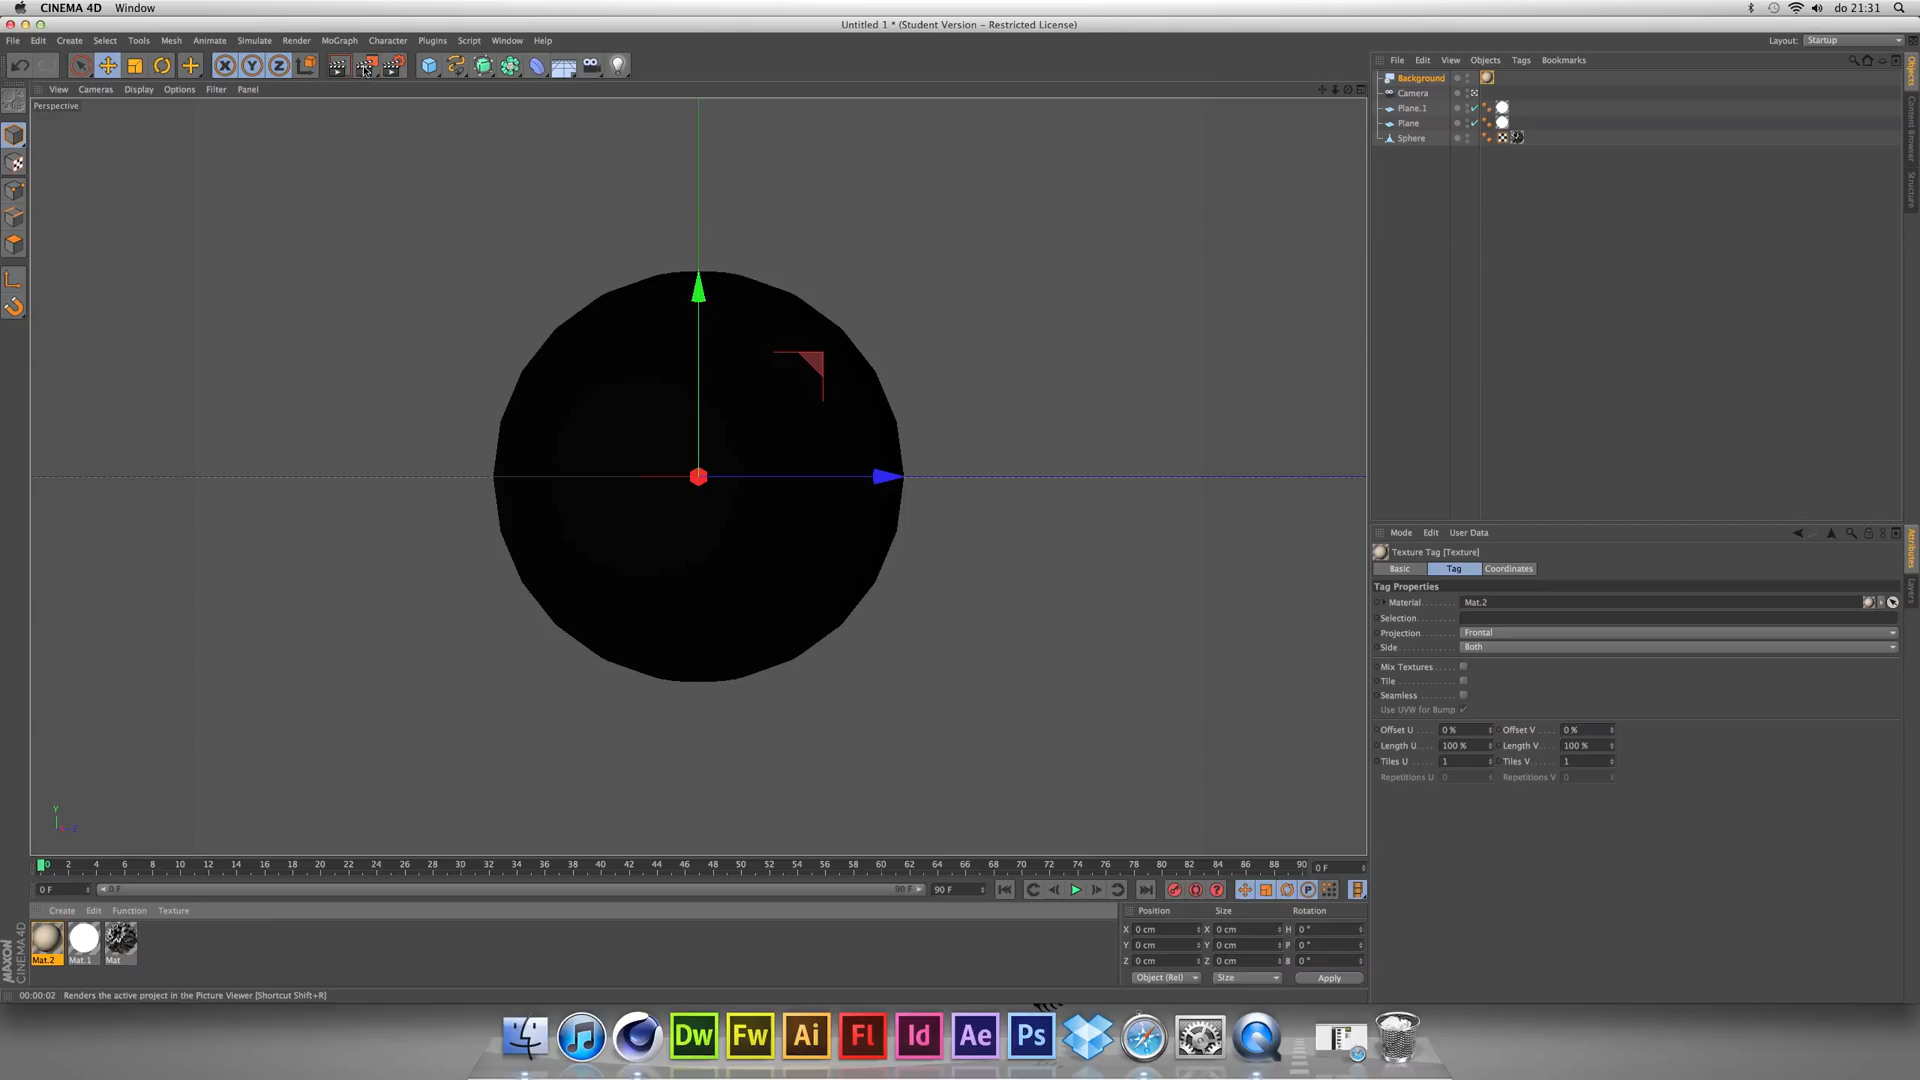 CINEMA 4D Window do 21:31
Untitled 1 * (Student Version - Restricted License)
File Edit Create Select Tools Mesh Animate Simulate Render MoGraph Character Plugins Script Window Help Layout: Startup
X Y Z
File Edit View Objects Tags Bookmarks
View Cameras Display Options Filter Panel
Perspective
Background
Camera
Plane.1
Plane
Sphere
Objects
Content Browser
Structure
Mode Edit User Data
Texture Tag [Texture]
Basic Tag Coordinates
Tag Properties
Material Mat.2
Selection
Projection Frontal
Side Both
Mix Textures
Tile
Seamless
Use UVW for Bump
Offset U 0 % Offset V 0 %
Length U 100 % Length V 100 %
Tiles U 1 Tiles V 1
Repetitions U 0 Repetitions V 0
Attributes
Layers
Y
Z
0 2 4 6 8 10 12 14 16 18 20 22 24 26 28 30 32 34 36 38 40 42 44 46 48 50 52 54 56 58 60 62 64 66 68 70 72 74 76 78 80 82 84 86 88 90 0 F
0 F 0 F 90 F 90 F
Create Edit Function Texture
Mat.2 Mat.1 Mat
Position Size Rotation
X 0 cm X 0 cm H 0 °
Y 0 cm Y 0 cm P 0 °
Z 0 cm Z 0 cm B 0 °
Object (Rel) Size Apply
MAXON
CINEMA 4D
00:00:02 Renders the active project in the Picture Viewer [Shortcut Shift+R]
Dw Fw Ai Fl Id Ae Ps